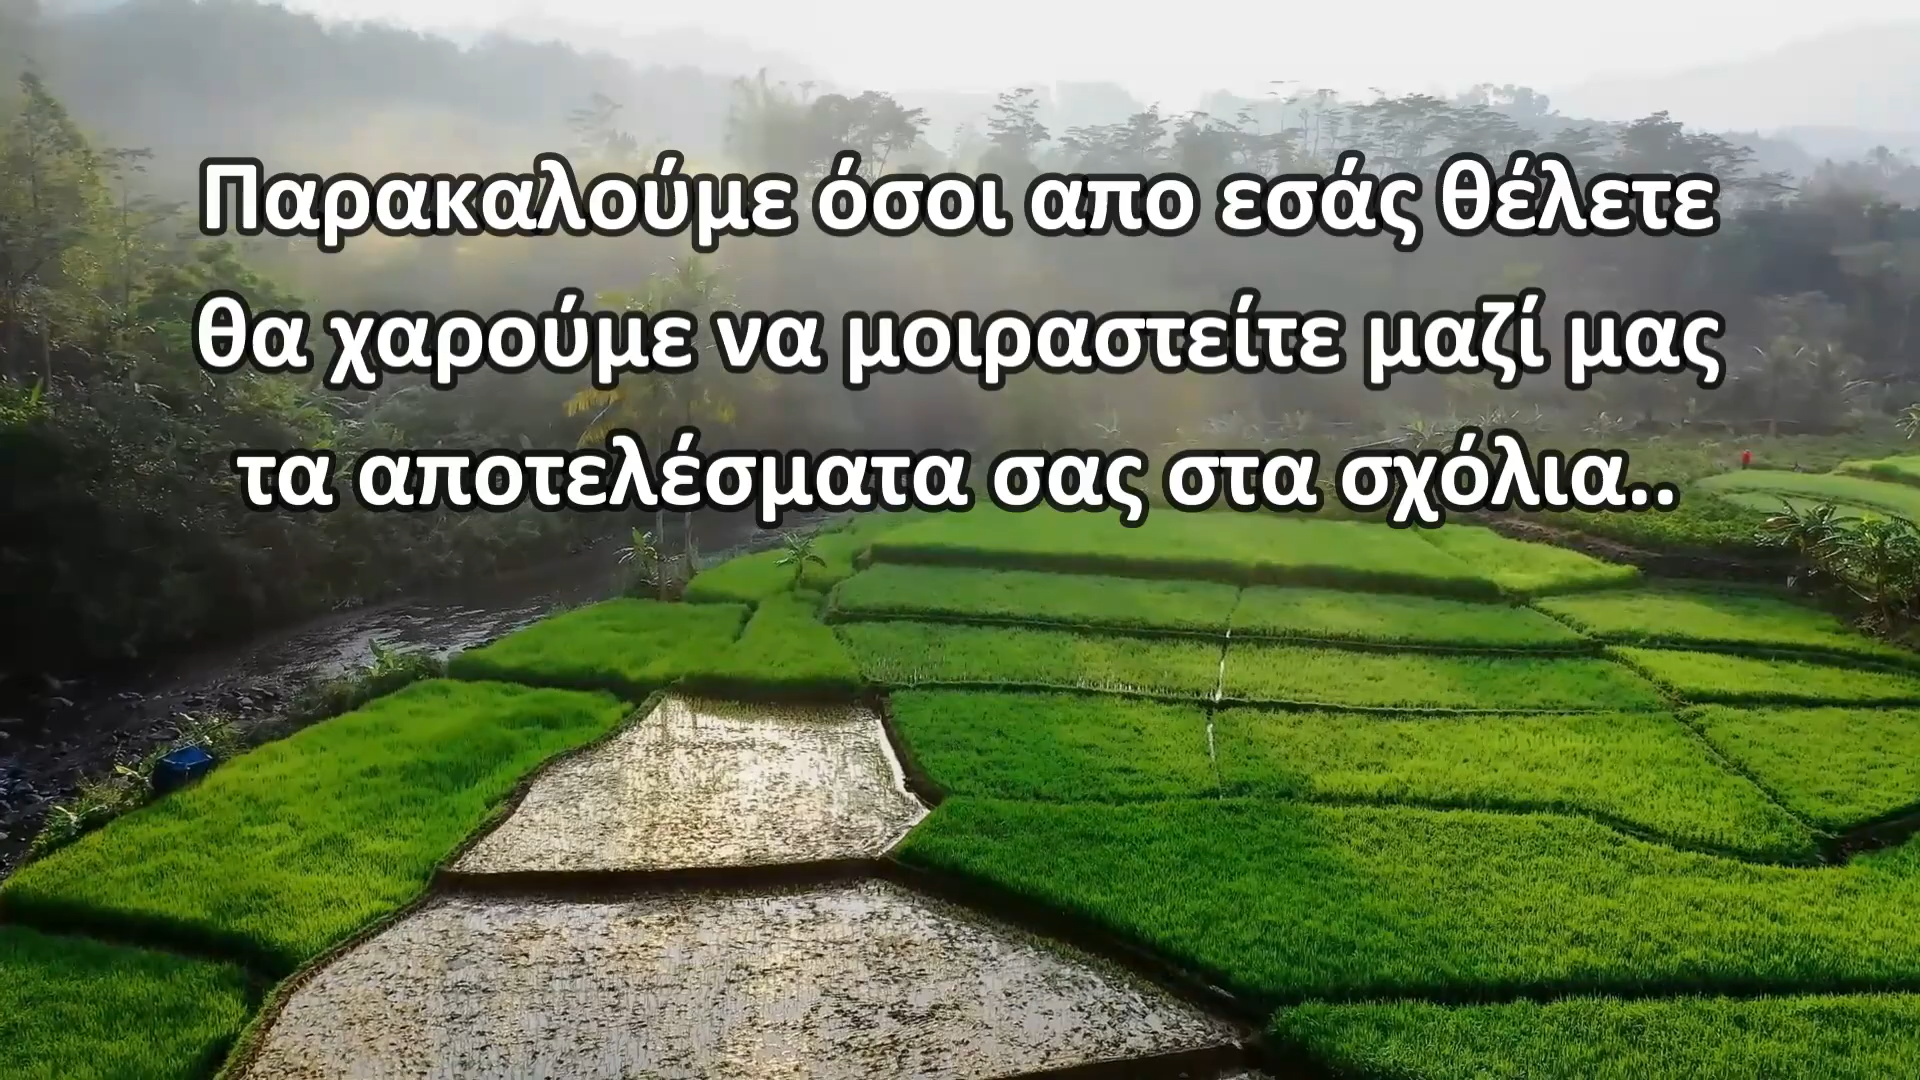 Παρακαλούμε όσοι απο εσάς θέλετε
θα χαρούμε να μοιραστείτε μαζί μας
τα αποτελέσματα σας στα σχόλια..